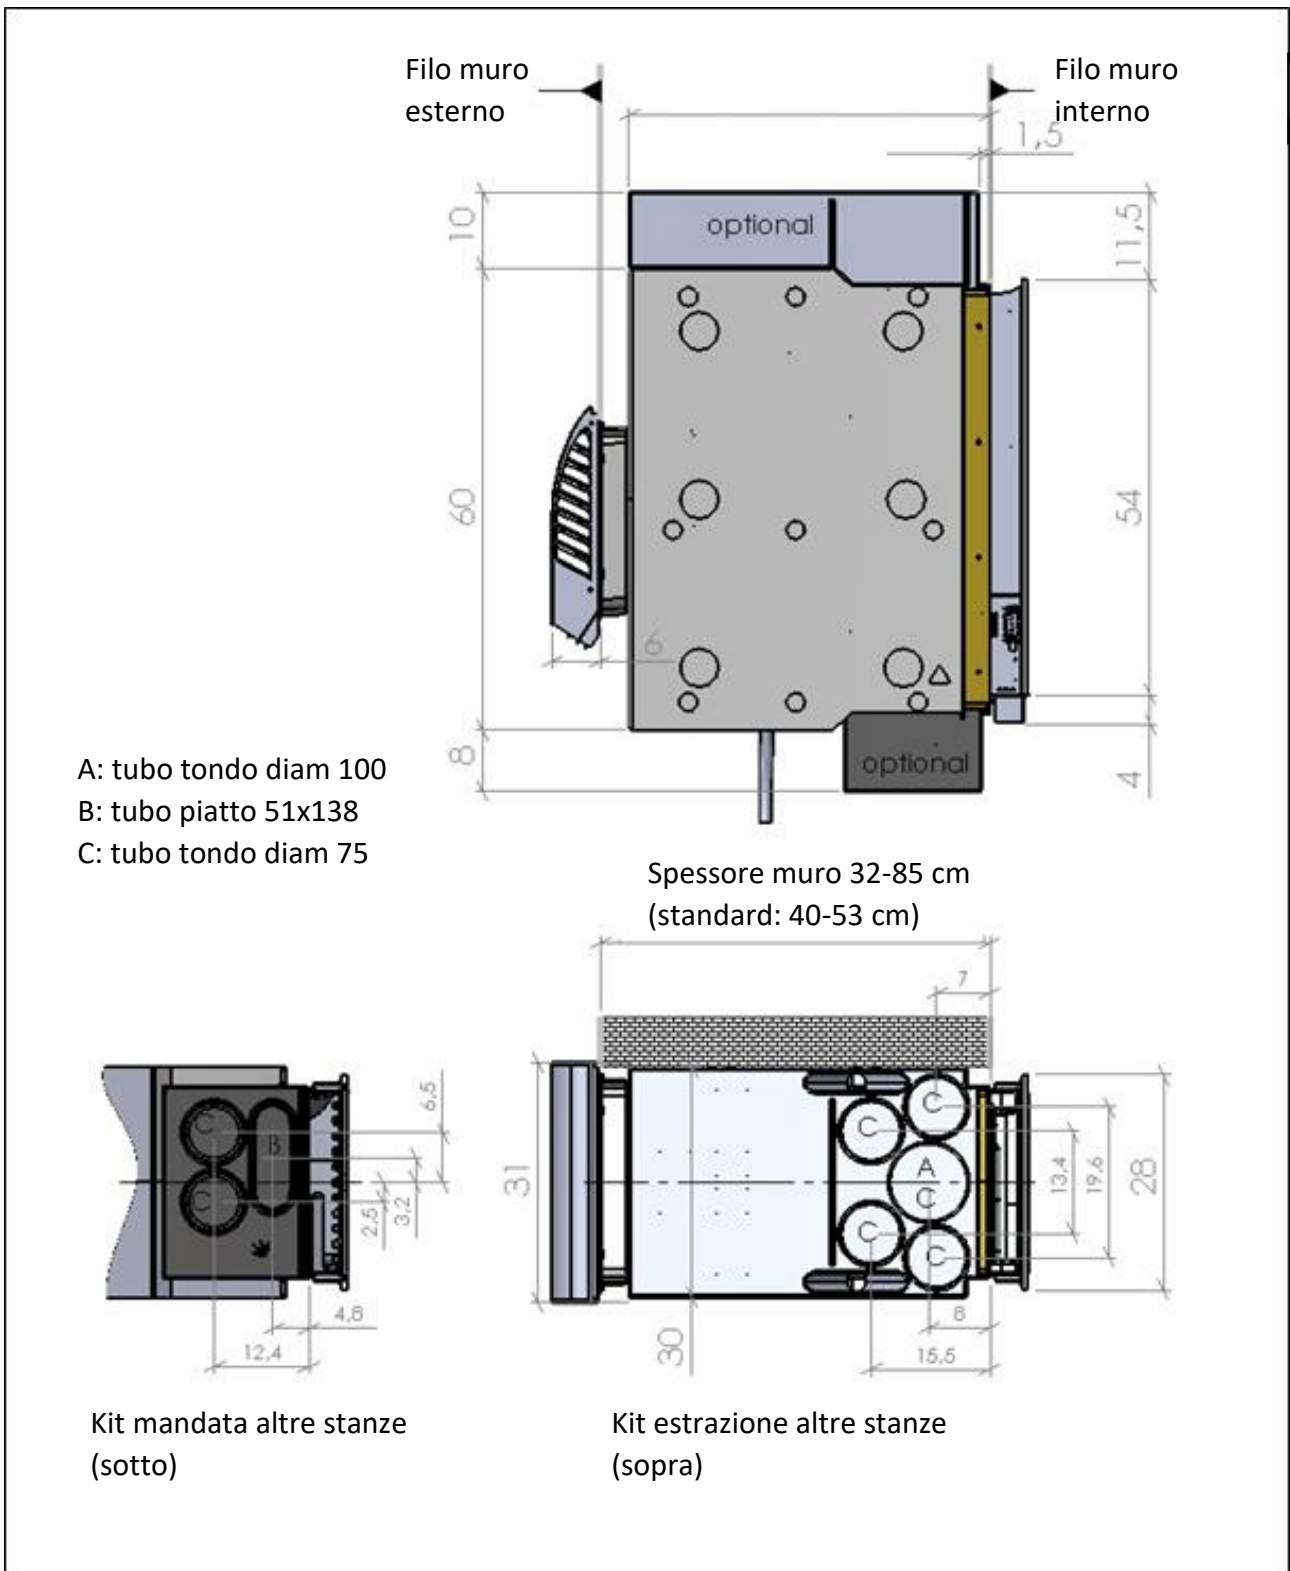 Filo muro
esterno
Filo muro
interno
1,5
10
optional
11,5
60
54
6
8
optional
4
A: tubo tondo diam 100
B: tubo piatto 51x138
C: tubo tondo diam 75
Spessore muro 32-85 cm
(standard: 40-53 cm)
7
6,5
C
B
C
2,5
3,2
4,8
12,4
31
C
C
A
C
C
C
13,4
19,6
28
30
8
15,5
Kit mandata altre stanze
(sotto)
Kit estrazione altre stanze
(sopra)